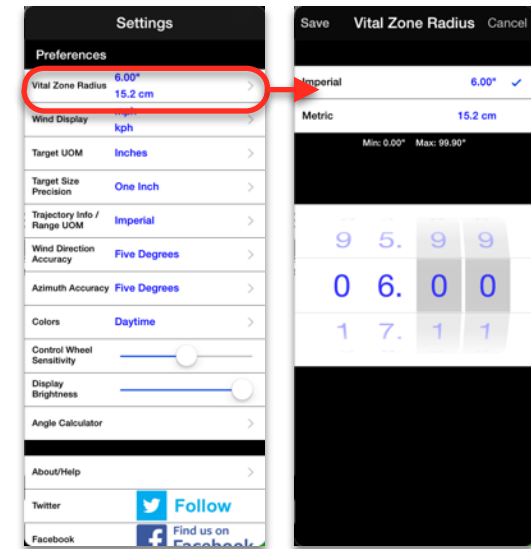 Settings
Preferences
Vital Zone Radius
6.00"
15.2 cm
Wind Display
mph
kph
Target UOM
Inches
Target Size
Precision
One Inch
Trajectory Info /
Range UOM
Imperial
Wind Direction
Accuracy
Five Degrees
Azimuth Accuracy
Five Degrees
Colors
Daytime
Control Wheel
Sensitivity
Display
Brightness
Angle Calculator
About/Help
Twitter
Follow
Facebook
Find us on
Facebook
Save Vital Zone Radius Cancel
Imperial 6.00"
Metric 15.2 cm
Min: 0.00" Max: 99.90"
9 5. 9 9
0 6. 0 0
1 7. 1 1